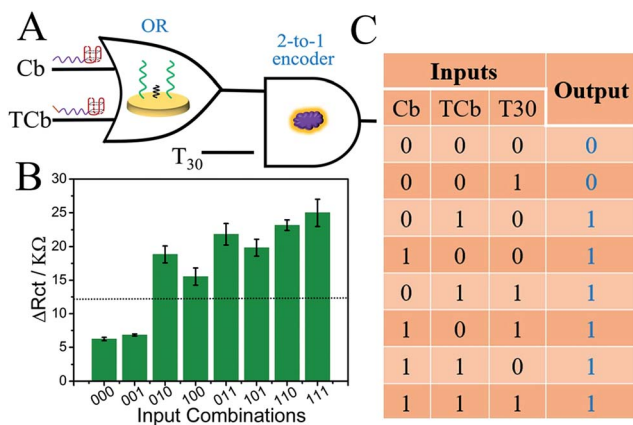 A
OR
Cb
TCb
2-to-1
encoder
T30
B
ΔRct / KΩ
30
25
20
15
10
5
0
000 001 010 100 011 101 110 111
Input Combinations
C
Inputs Output
Cb TCb T30
0 0 0 0
0 0 1 0
0 1 0 1
1 0 0 1
0 1 1 1
1 0 1 1
1 1 0 1
1 1 1 1